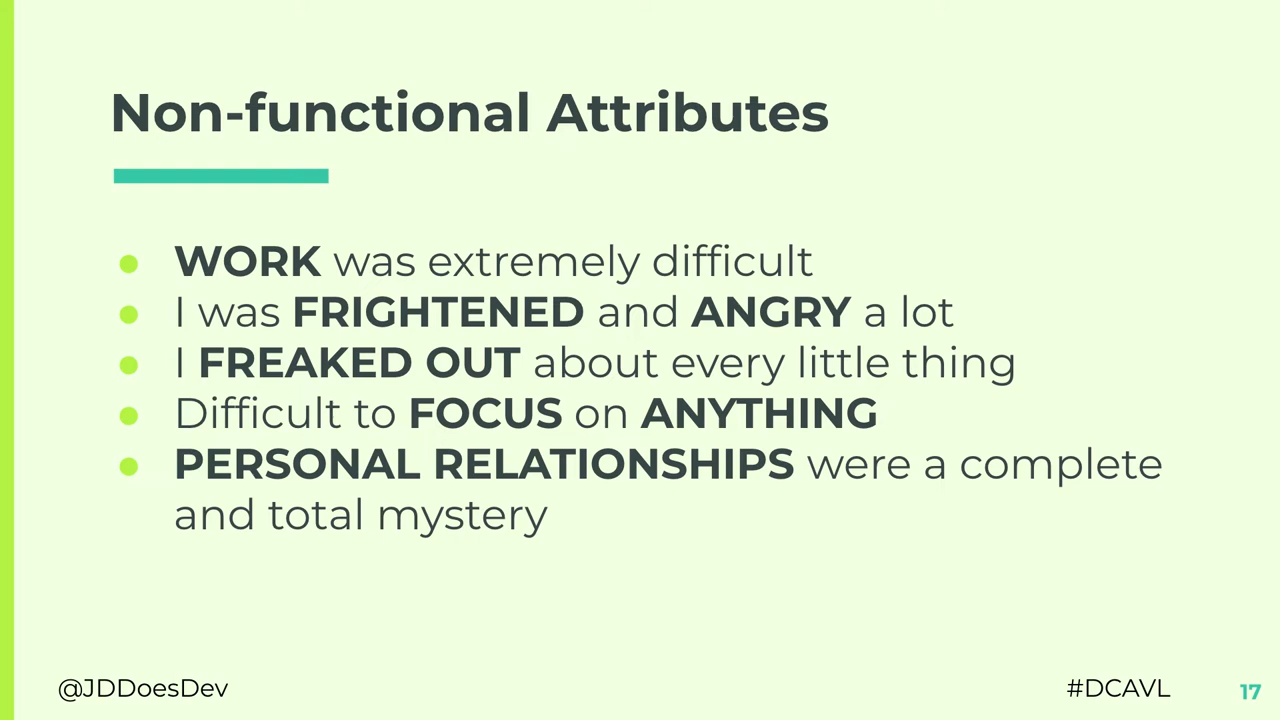 Non-functional Attributes
● WORK was extremely difficult
● I was FRIGHTENED and ANGRY a lot
● I FREAKED OUT about every little thing
● Difficult to FOCUS on ANYTHING
● PERSONAL RELATIONSHIPS were a complete
and total mystery
@JDDoesDev
#DCAVL
17